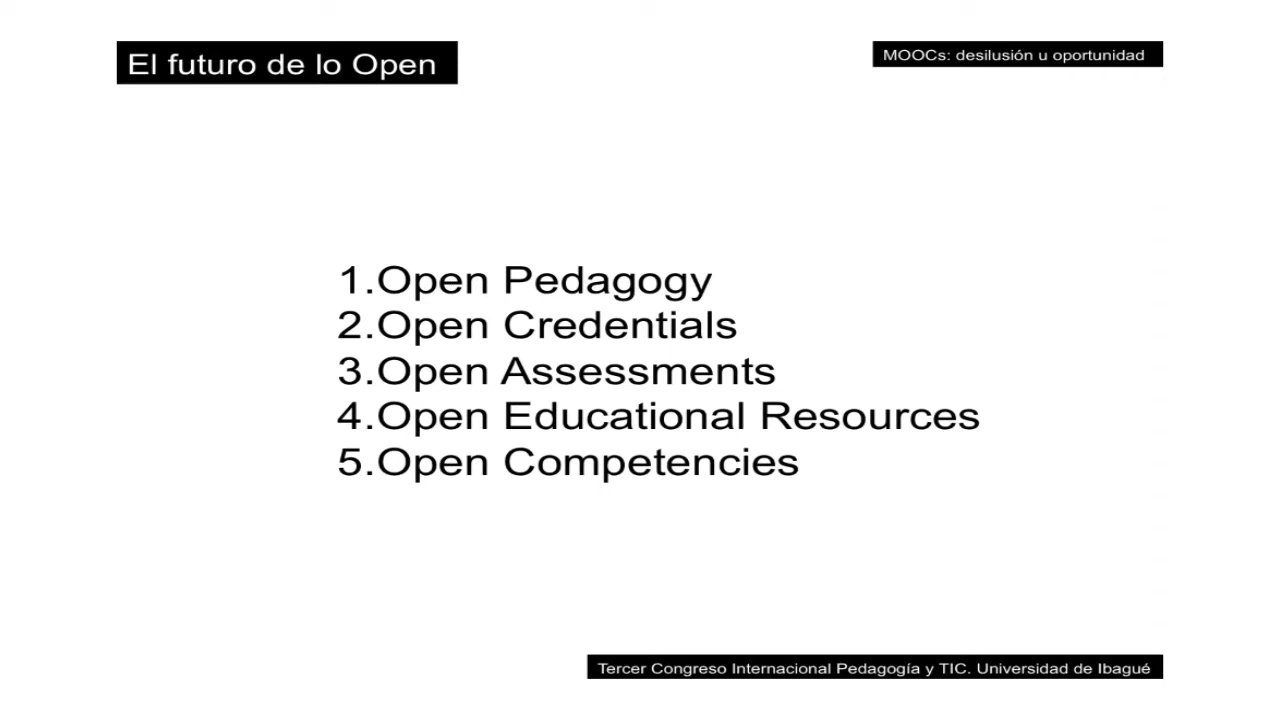 El futuro de lo Open
MOOCs: desilusión u oportunidad
1.Open Pedagogy
2.Open Credentials
3.Open Assessments
4.Open Educational Resources
5.Open Competencies
Tercer Congreso Internacional Pedagogía y TIC. Universidad de Ibagué